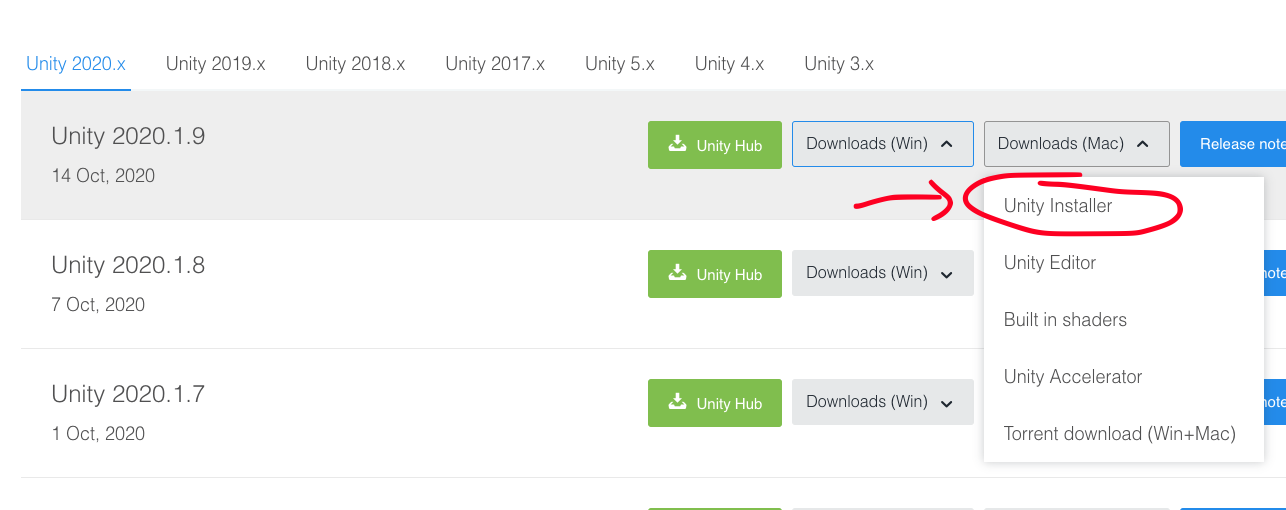 Unity 2020.x Unity 2019.x Unity 2018.x Unity 2017.x Unity 5.x Unity 4.x Unity 3.x
Unity 2020.1.9
14 Oct, 2020
Unity Hub
Downloads (Win)
Downloads (Mac)
Release note
Unity Installer
Unity Editor
Built in shaders
Unity Accelerator
Torrent download (Win+Mac)
Unity 2020.1.8
7 Oct, 2020
Unity Hub
Downloads (Win)
note
Unity 2020.1.7
1 Oct, 2020
Unity Hub
Downloads (Win)
note